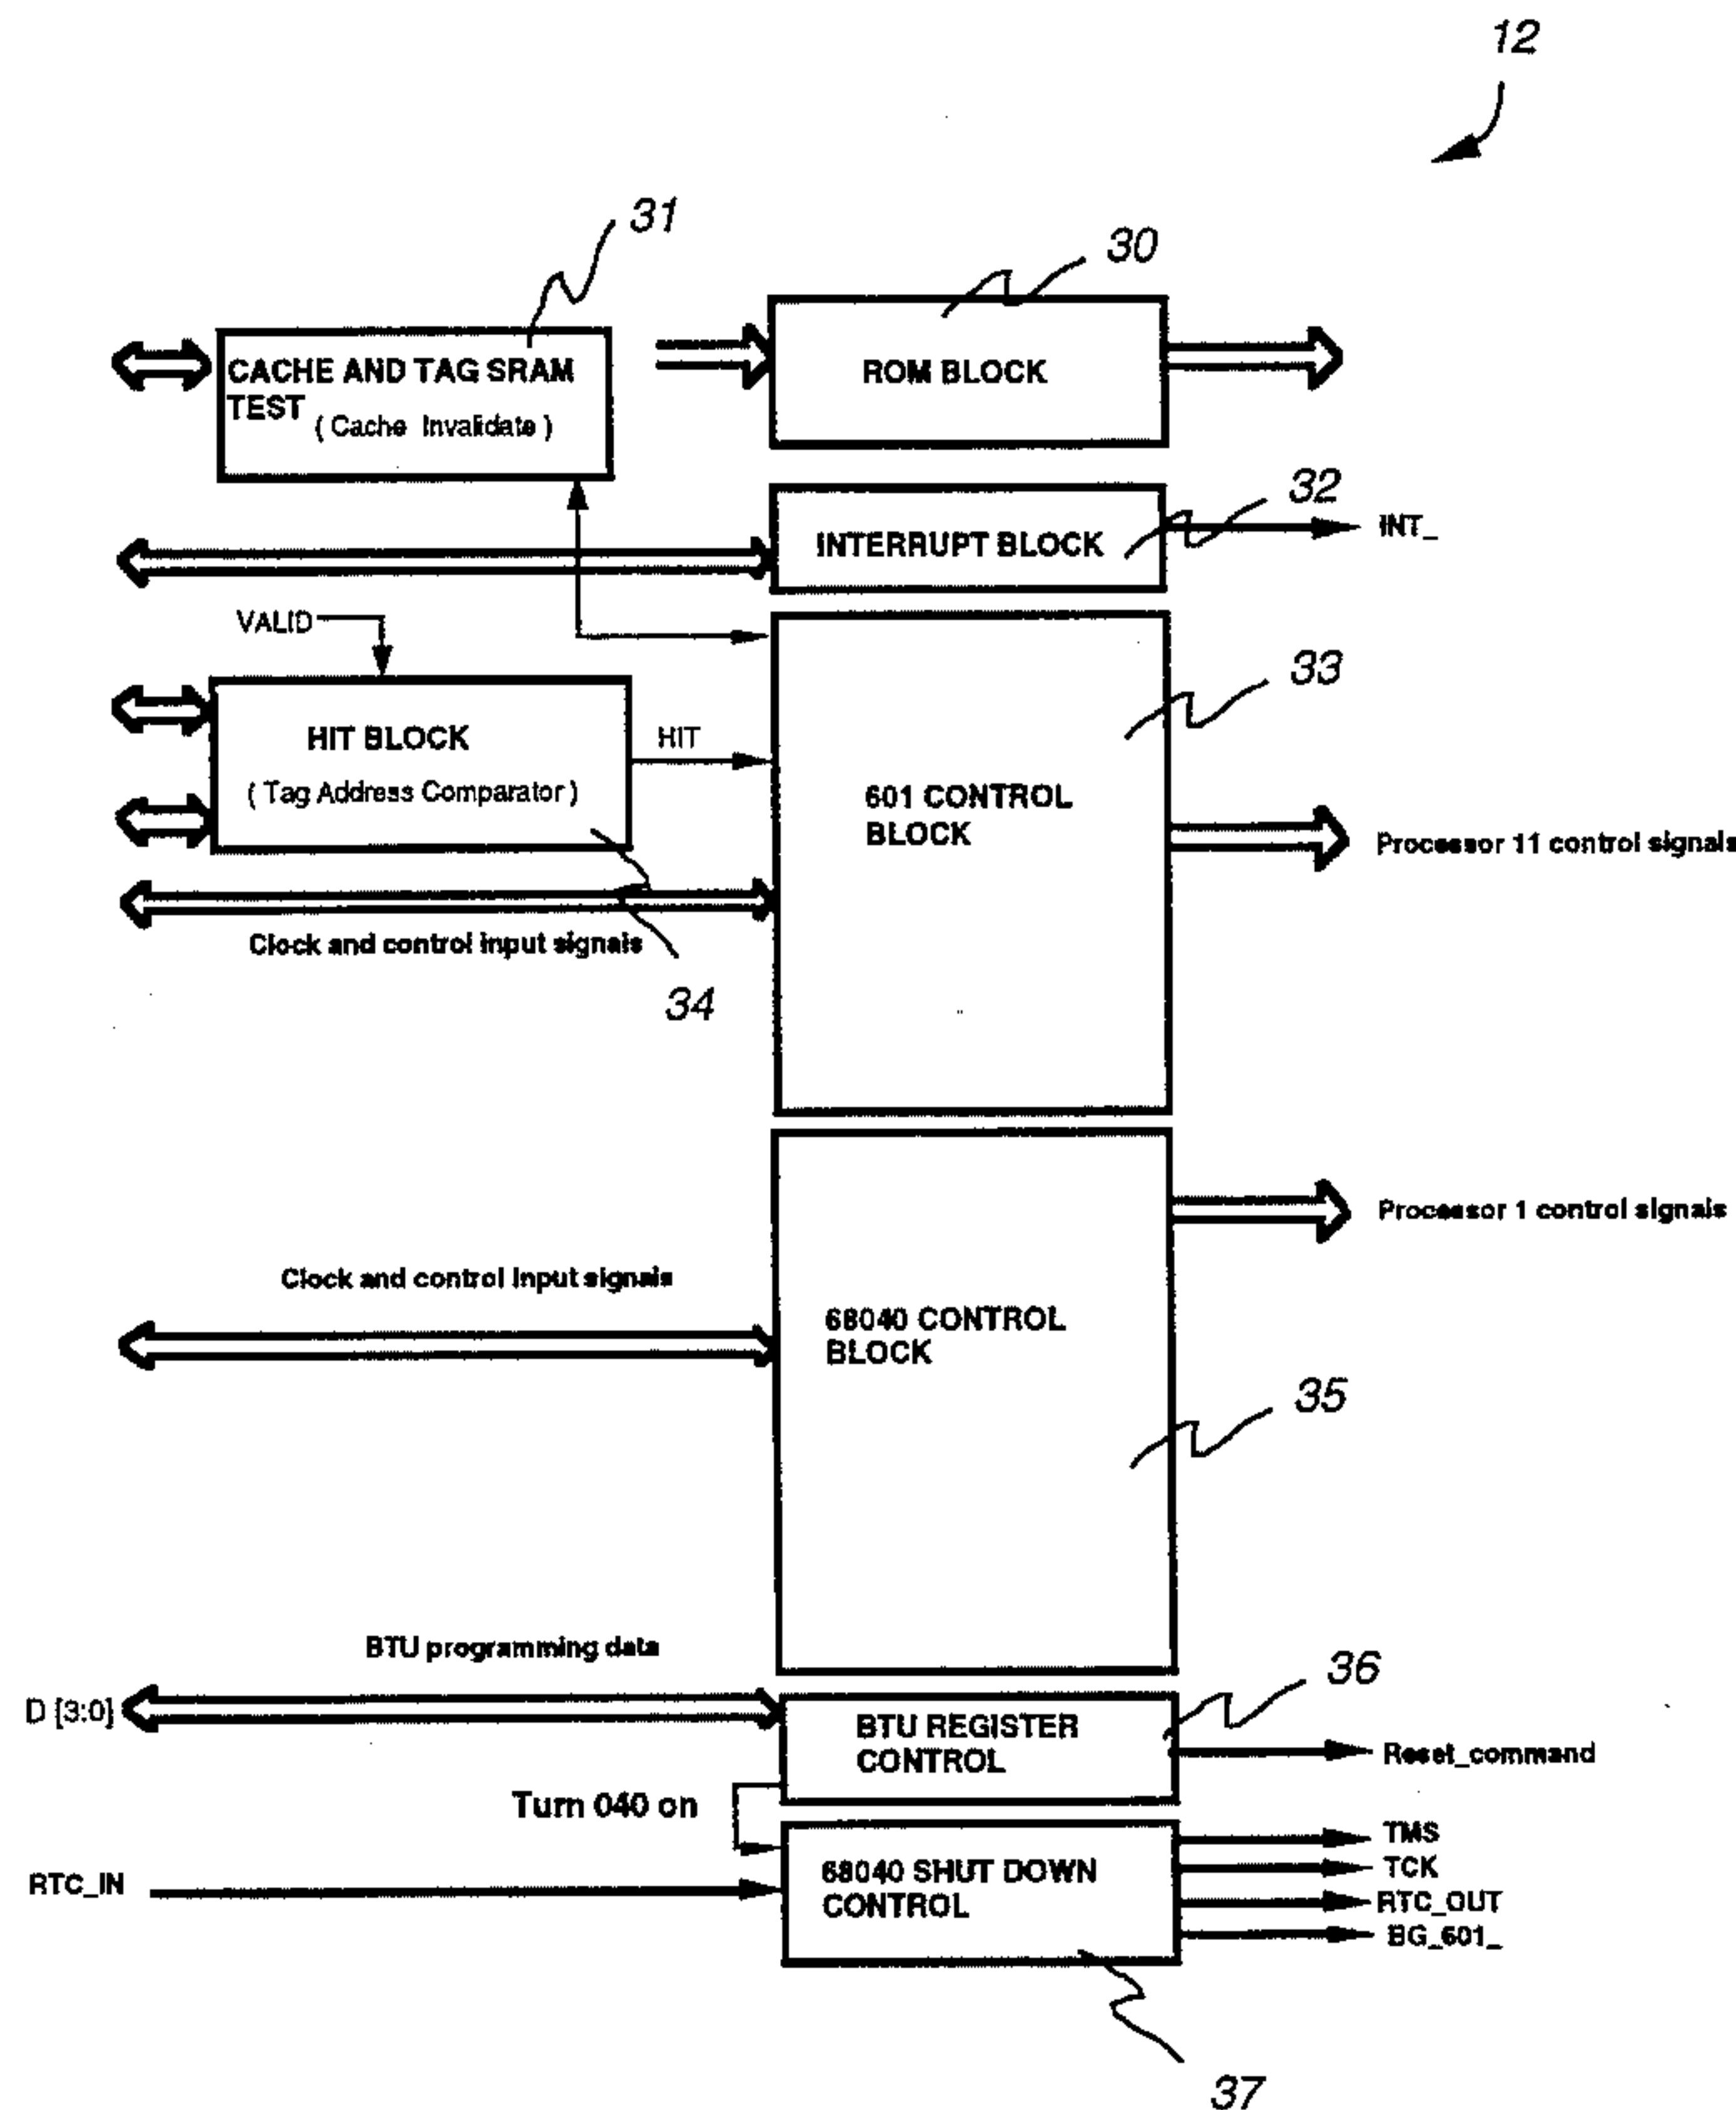 12
31
30
CACHE AND TAG SRAM
TEST
( Cache Invalidate )
ROM BLOCK
32
INTERRUPT BLOCK
INT_
VALID
33
HIT BLOCK
( Tag Address Comparator )
HIT
601 CONTROL
BLOCK
Processor 11 control signals
Clock and control input signals
34
Processor 1 control signals
Clock and control input signals
68040 CONTROL
BLOCK
35
BTU programming data
36
D [3:0]
BTU REGISTER
CONTROL
Reset_command
Turn 040 on
TMS
68040 SHUT DOWN
CONTROL
TCK
RTC_IN
RTC_OUT
BG_601_
37